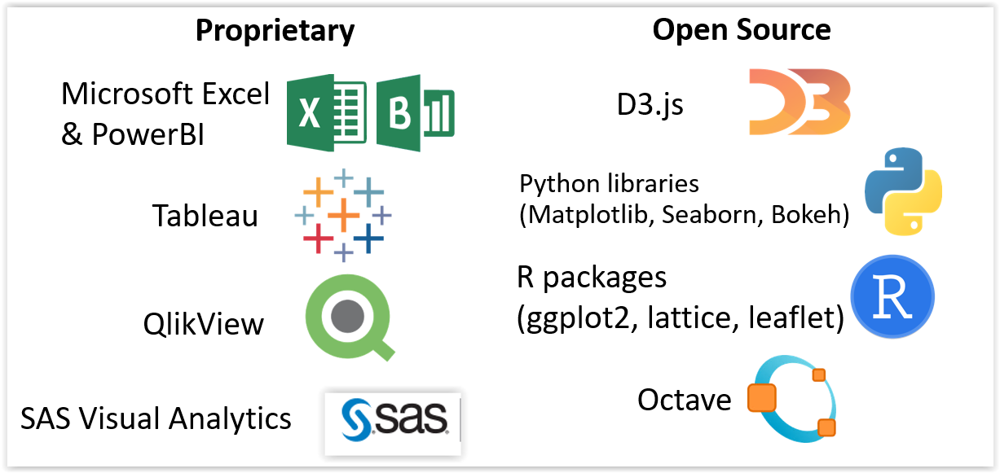 Proprietary
Microsoft Excel
& PowerBI
X
B
Tableau
QlikView
SAS Visual Analytics
sas
Open Source
D3.js
D3
Python libraries
(Matplotlib, Seaborn, Bokeh)
R packages
(ggplot2, lattice, leaflet)
R
Octave